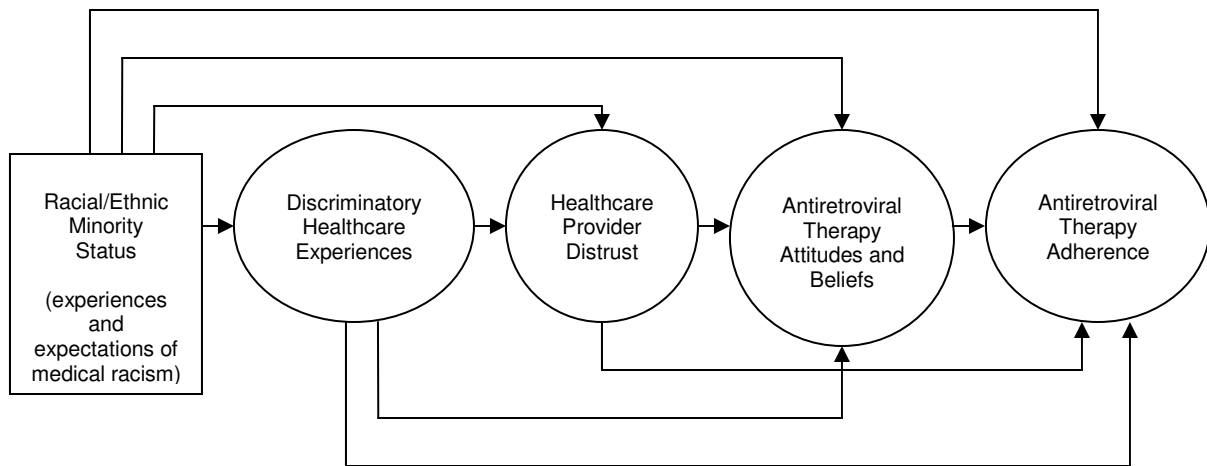 Racial/Ethnic
Minority
Status
(experiences
and
expectations of
medical racism)
Discriminatory
Healthcare
Experiences
Healthcare
Provider
Distrust
Antiretroviral
Therapy
Attitudes and
Beliefs
Antiretroviral
Therapy
Adherence